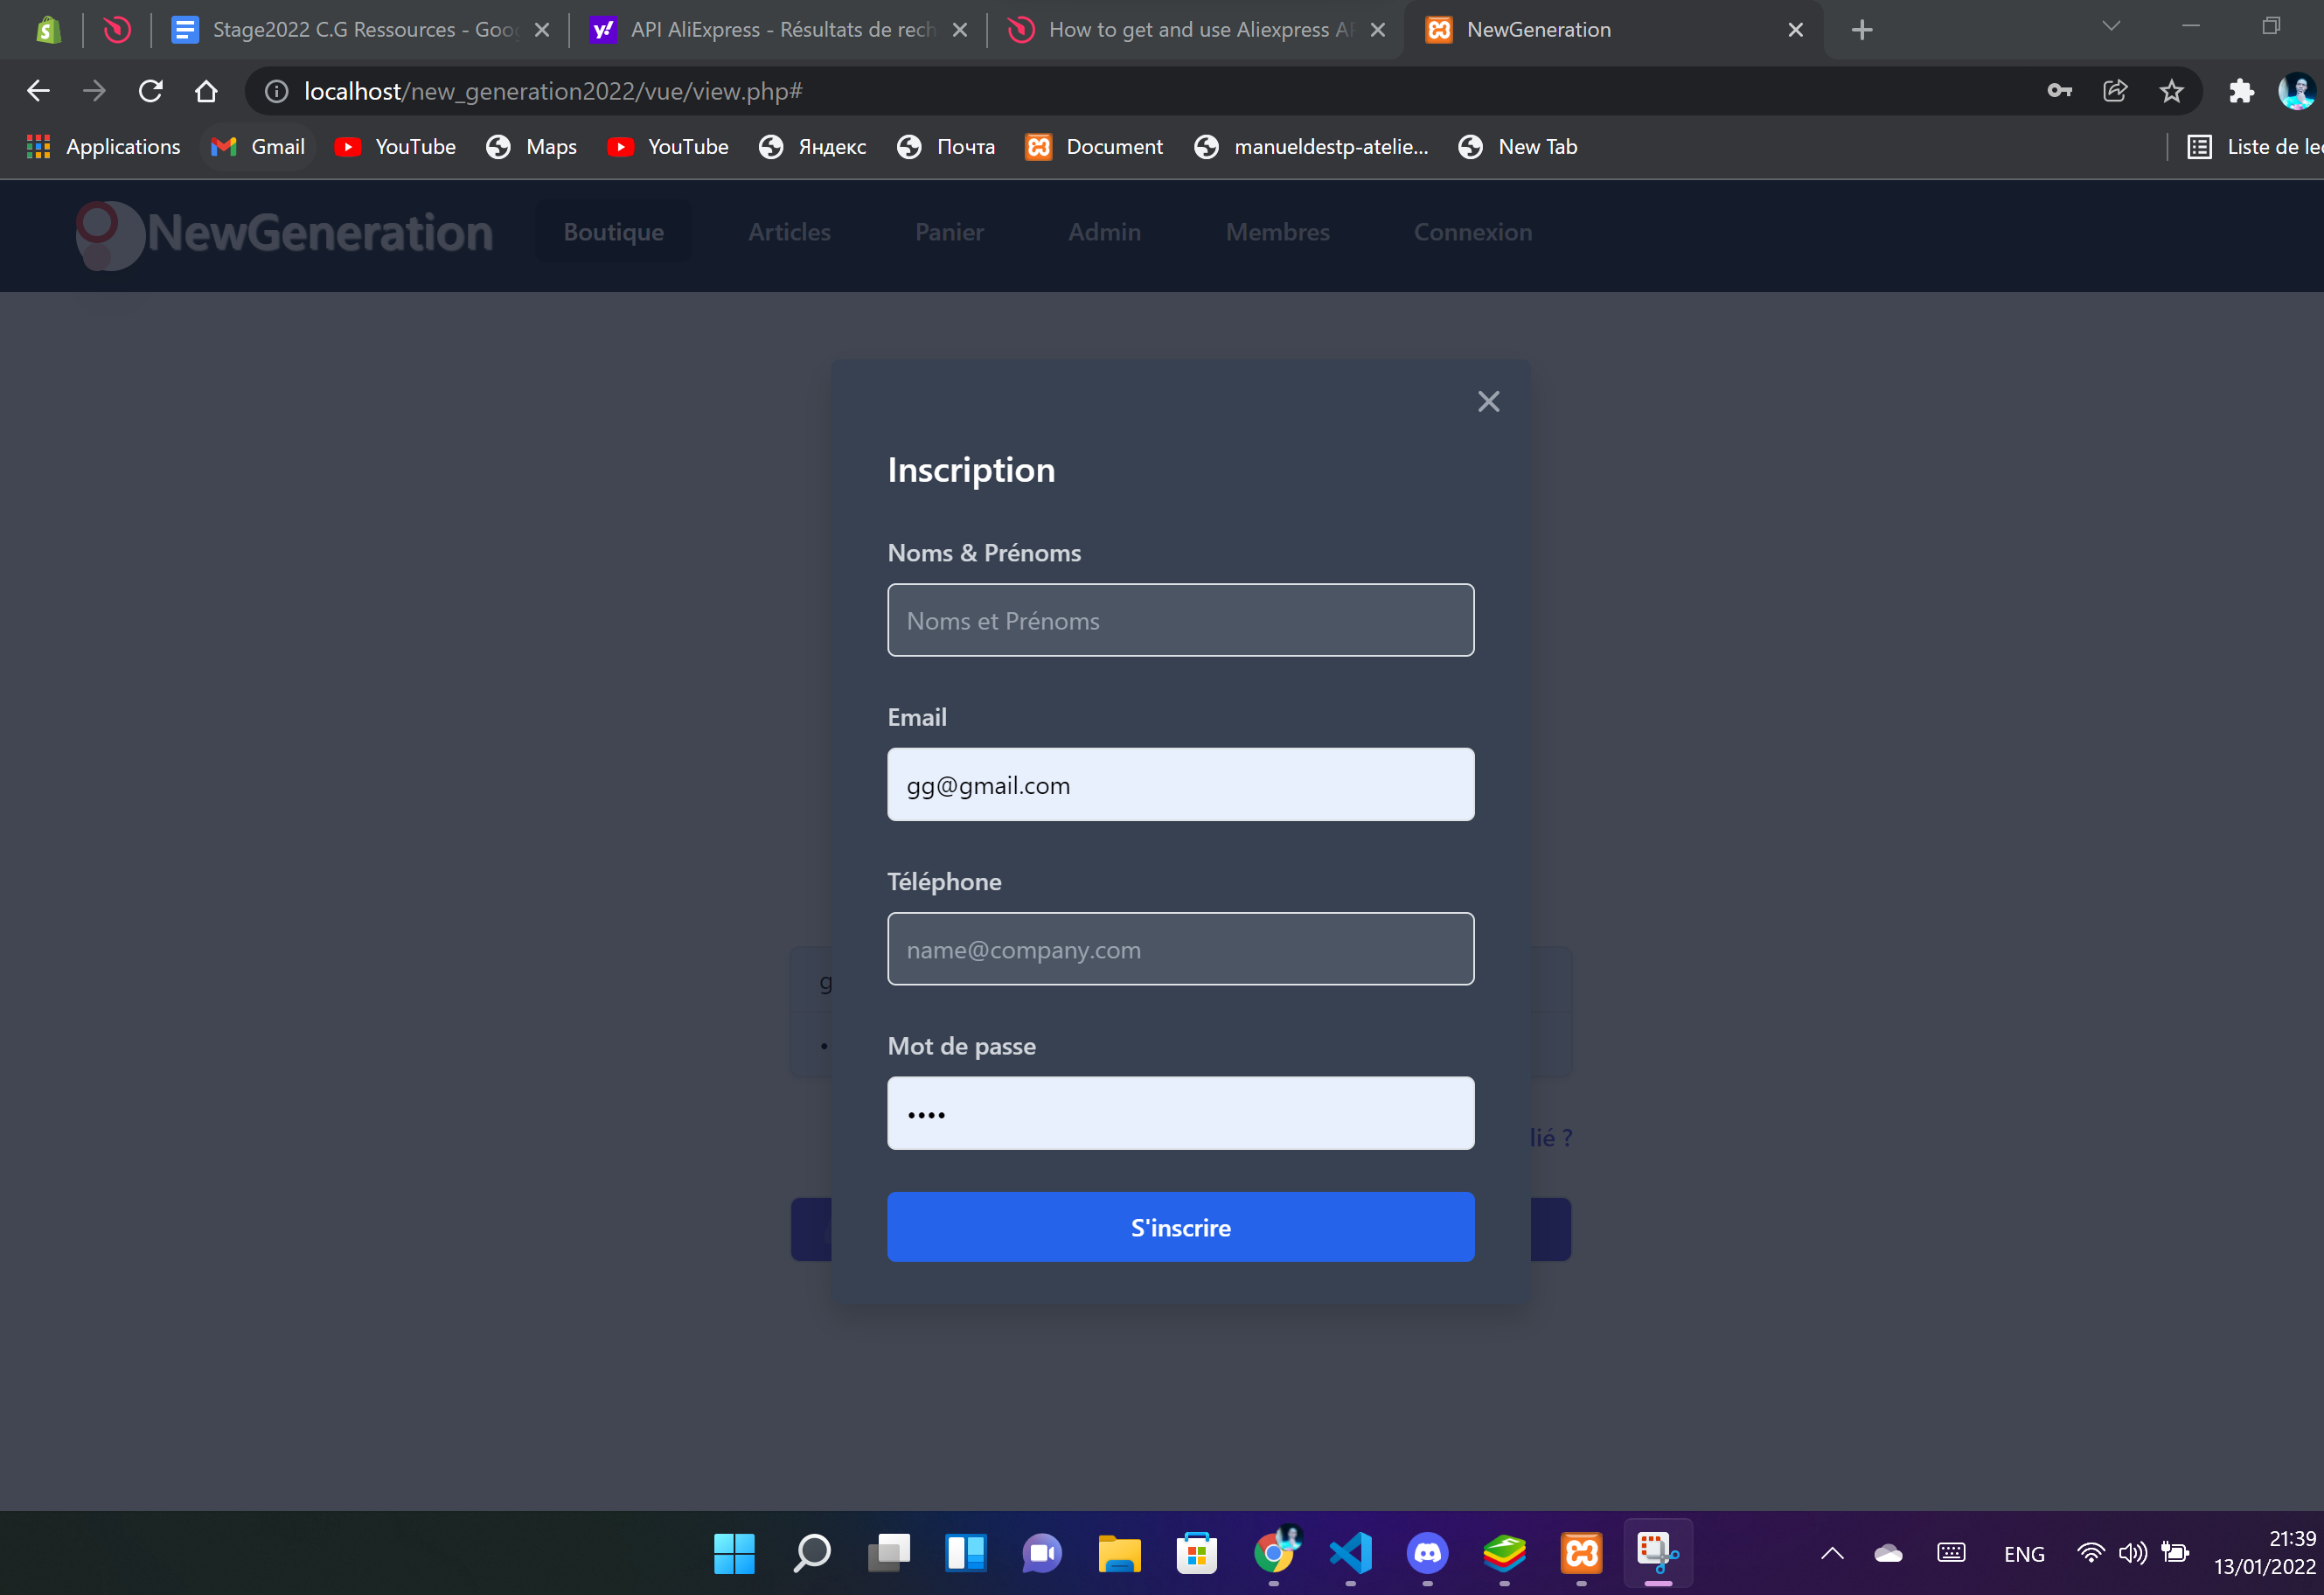 Stage2022 C.G Ressources - Goog
API AliExpress - Résultats de rech
How to get and use Aliexpress AP
NewGeneration
localhost/new_generation2022/vue/view.php#
Applications
Gmail
YouTube
Maps
YouTube
Яндекс
Почта
Document
manueldestp-atelie...
New Tab
Liste de lec
NewGeneration
Boutique
Articles
Panier
Admin
Membres
Connexion
Inscription
Noms & Prénoms
Noms et Prénoms
Email
gg@gmail.com
Téléphone
name@company.com
g
Mot de passe
••••
lié ?
S'inscrire
ENG
21:39
13/01/2022